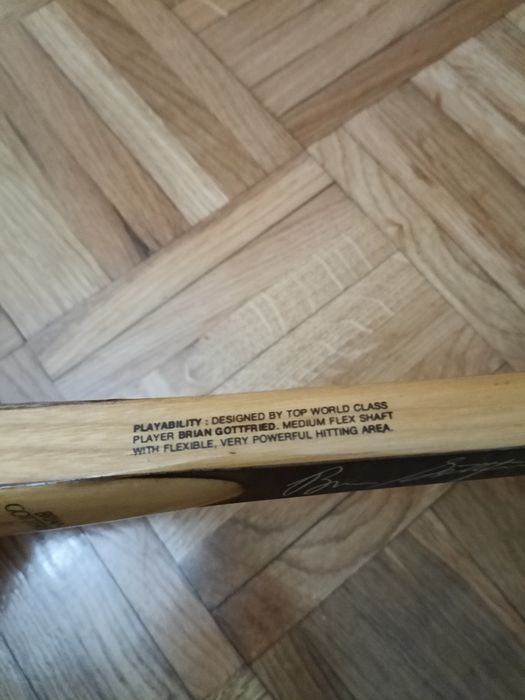 PLAYABILITY : DESIGNED BY TOP WORLD CLASS
PLAYER BRIAN GOTTFRIED. MEDIUM FLEX SHAFT
WITH FLEXIBLE, VERY POWERFUL HITTING AREA.